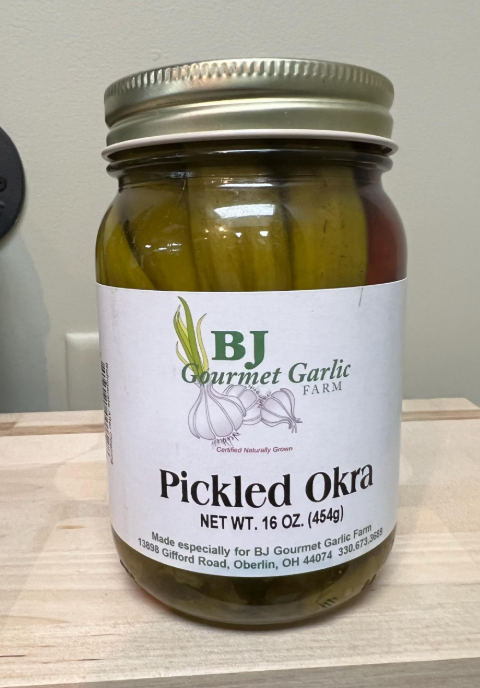 BJ
Gourmet Garlic
FARM
Certified Naturally Grown
Pickled Okra
NET WT. 16 OZ. (454g)
Made especially for BJ Gourmet Garlic Farm
13898 Gifford Road, Oberlin, OH 44074 330.673.3669